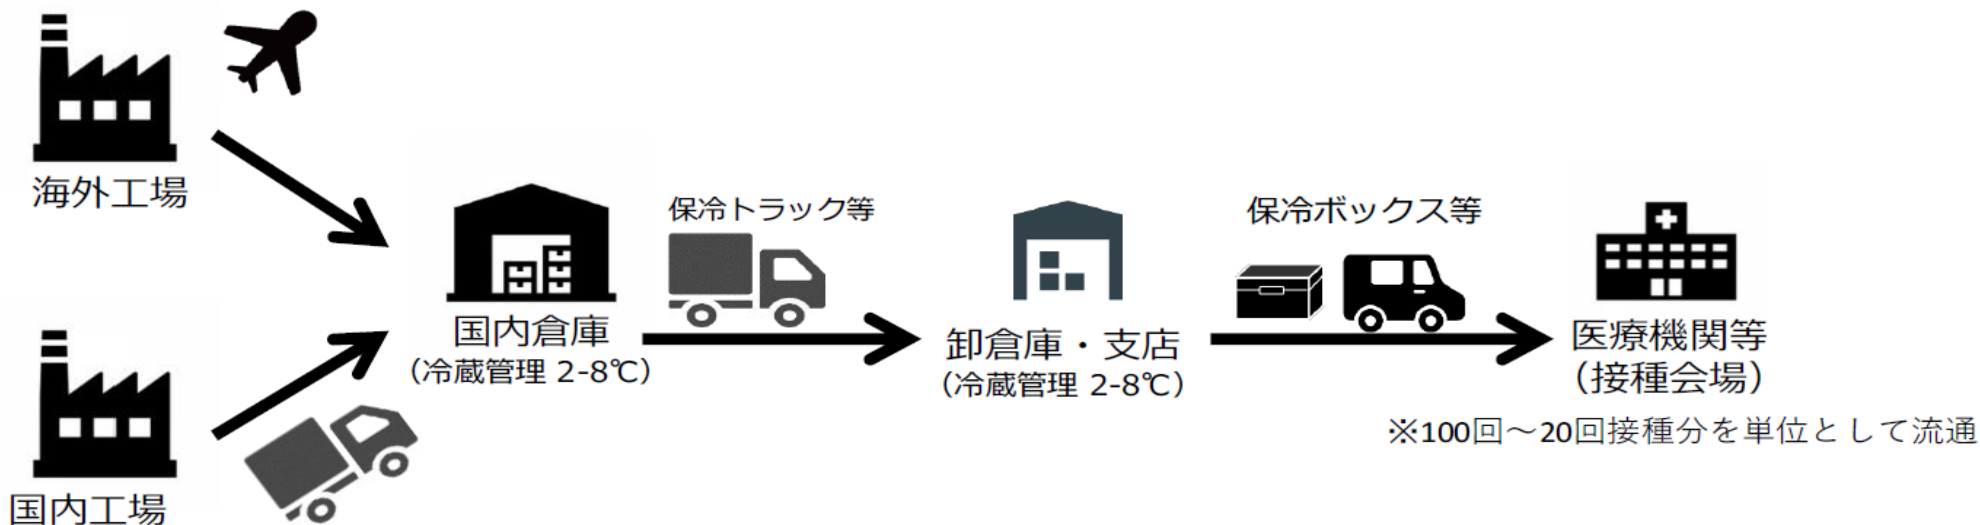 海外工場
国内工場
国内倉庫
（冷蔵管理 2-8℃）
保冷トラック等
卸倉庫・支店
（冷蔵管理 2-8℃）
保冷ボックス等
医療機関等
（接種会場）
※100回～20回接種分を単位として流通